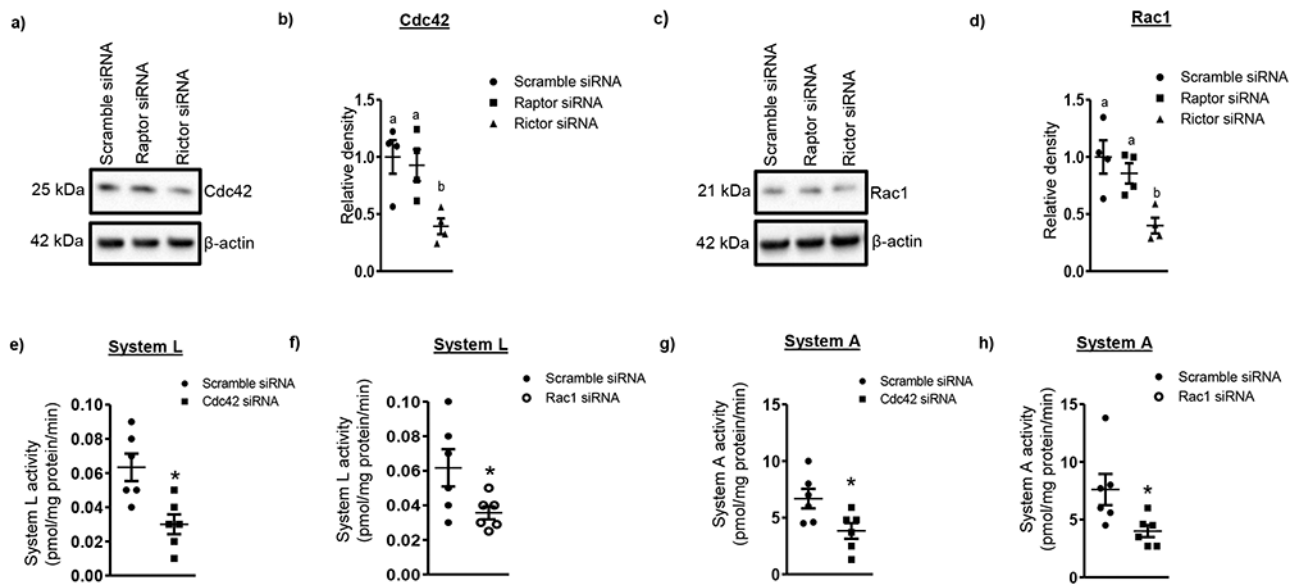 a)
Scramble siRNA
Raptor siRNA
Rictor siRNA
25 kDa
Cdc42
42 kDa
β-actin
b)
Cdc42
Scramble siRNA
Raptor siRNA
Rictor siRNA
Relative density
1.5
1.0
0.5
0.0
a
a
b
c)
Scramble siRNA
Raptor siRNA
Rictor siRNA
21 kDa
Rac1
42 kDa
β-actin
d)
Rac1
Scramble siRNA
Raptor siRNA
Rictor siRNA
Relative density
1.5
1.0
0.5
0.0
a
a
b
e)
System L
Scramble siRNA
Cdc42 siRNA
System L activity
(pmol/mg protein/min)
0.10
0.08
0.06
0.04
0.02
0.00
*
f)
System L
Scramble siRNA
Rac1 siRNA
System L activity
(pmol/mg protein/min)
0.10
0.08
0.06
0.04
0.02
0.00
*
g)
System A
Scramble siRNA
Cdc42 siRNA
System A activity
(pmol/mg protein/min)
15
10
5
0
*
h)
System A
Scramble siRNA
Rac1 siRNA
System A activity
(pmol/mg protein/min)
15
10
5
0
*